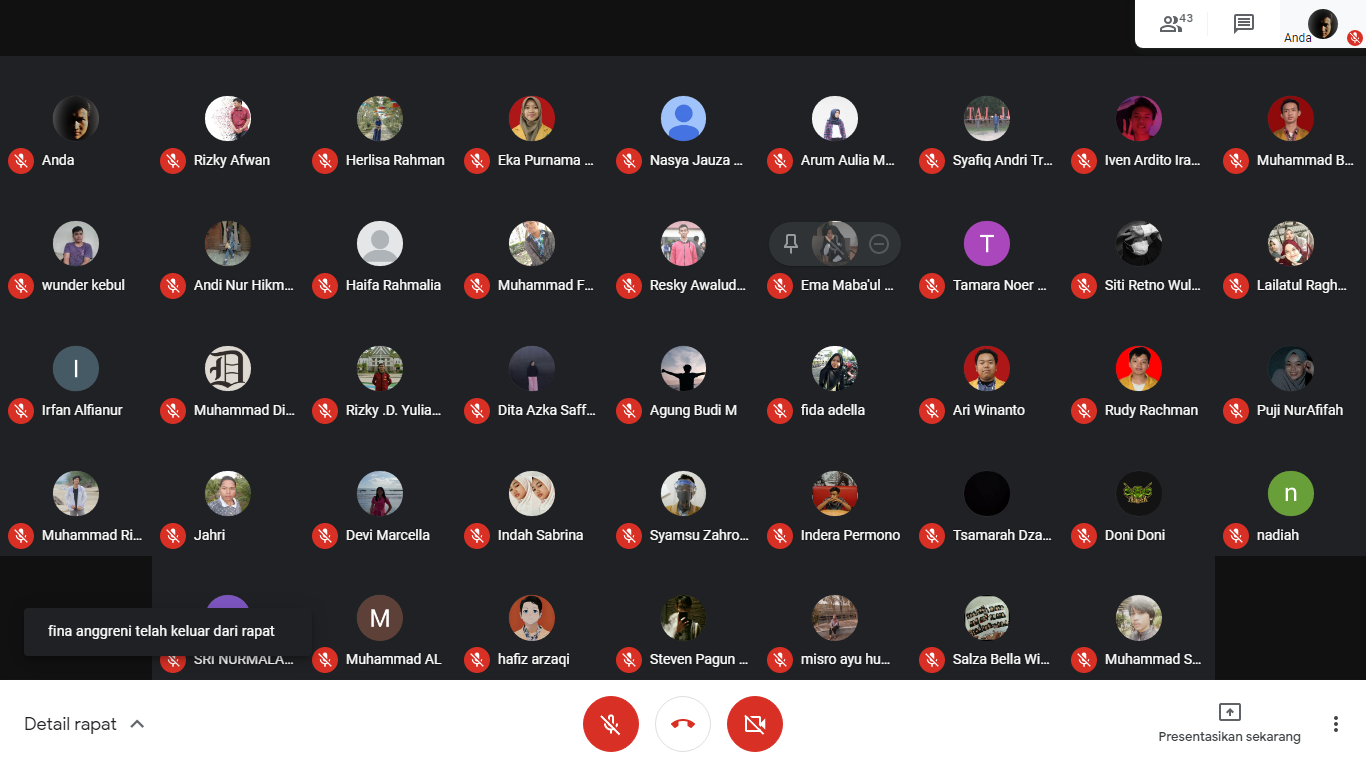 43
Anda
Anda
Rizky Afwan
Herlisa Rahman
Eka Purnama ...
Nasya Jauza ...
Arum Aulia M...
Syafiq Andri Tr...
Iven Ardito Ira...
Muhammad B...
wunder kebul
Andi Nur Hikm...
Haifa Rahmalia
Muhammad F...
Resky Awalud...
Ema Maba'ul ...
T
Tamara Noer ...
Siti Retno Wul...
Lailatul Ragh...
I
Irfan Alfianur
D
Muhammad Di...
Rizky .D. Yulia...
Dita Azka Saff...
Agung Budi M
fida adella
Ari Winanto
Rudy Rachman
Puji NurAfifah
Muhammad Ri...
Jahri
Devi Marcella
Indah Sabrina
Syamsu Zahro...
Indera Permono
Tsamarah Dza...
Doni Doni
n
nadiah
fina anggreni telah keluar dari rapat
SRI NURMALA...
M
Muhammad AL
hafiz arzaqi
Steven Pagun ...
misro ayu hu...
Salza Bella Wi...
Muhammad S...
Detail rapat
Presentasikan sekarang